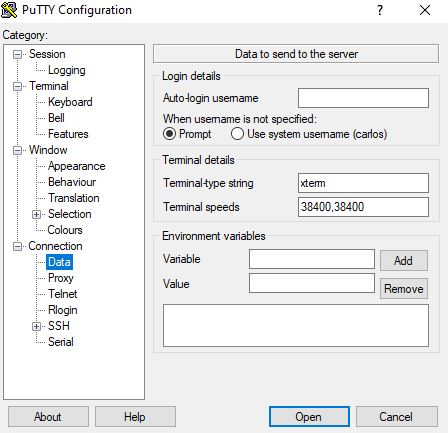 PuTTY Configuration
Category:
Session
Logging
Terminal
Keyboard
Bell
Features
Window
Appearance
Behaviour
Translation
Selection
Colours
Connection
Data
Proxy
Telnet
Rlogin
SSH
Serial
Data to send to the server
Login details
Auto-login username
When username is not specified:
Prompt Use system username (carlos)
Terminal details
Terminal-type string xterm
Terminal speeds 38400,38400
Environment variables
Variable Add
Value Remove
About Help Open Cancel